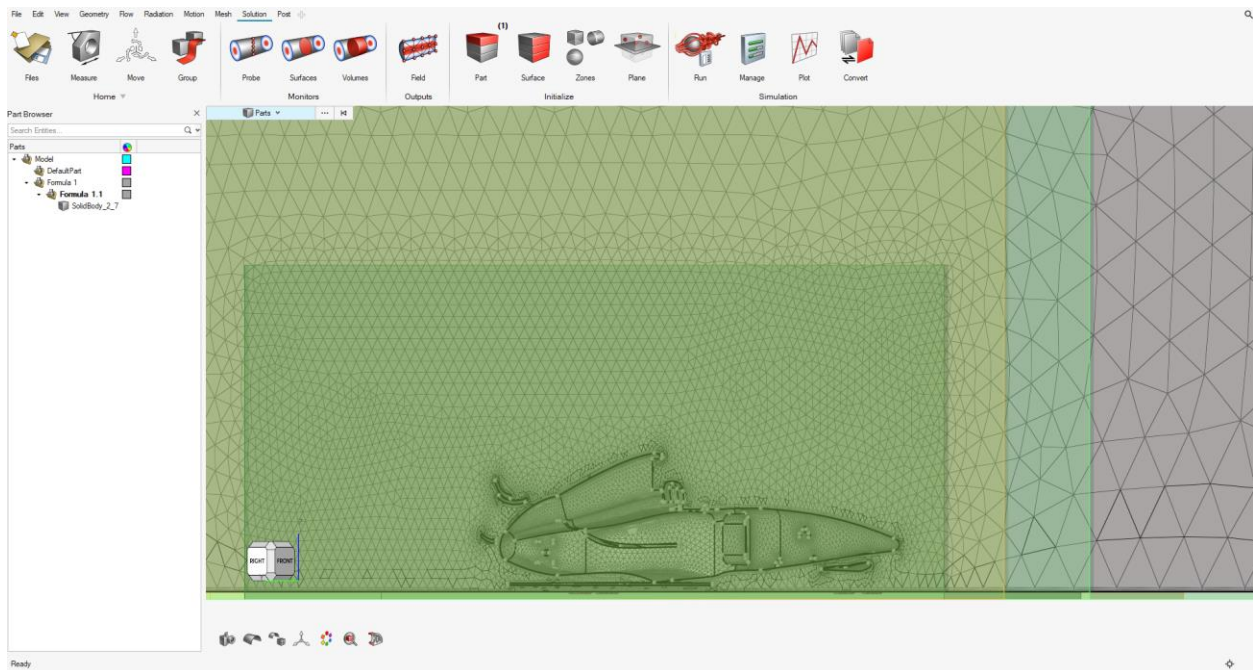 File Edit View Geometry Flow Radiation Motion Mesh Solution Post
(1)
Files Measure Move Group Probe Surfaces Volumes Field Part Surface Zones Plane Run Manage Plot Convert
Home Monitors Outputs Initialize Simulation
Part Browser
Parts
Search Entities...
Parts
Model
DefaultPart
Formula 1
Formula 1.1
SolidBody_2_7
RIGHT FRONT
Ready